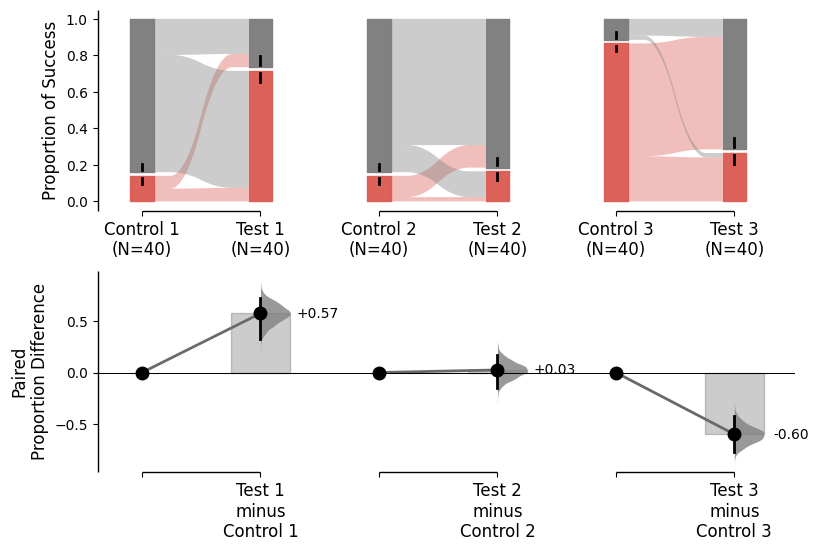 Proportion of Success
1.0
0.8
0.6
0.4
0.2
0.0
Control 1
(N=40)
Test 1
(N=40)
Control 2
(N=40)
Test 2
(N=40)
Control 3
(N=40)
Test 3
(N=40)
Paired
Proportion Difference
0.5
0.0
−0.5
+0.57
+0.03
-0.60
Test 1
minus
Control 1
Test 2
minus
Control 2
Test 3
minus
Control 3